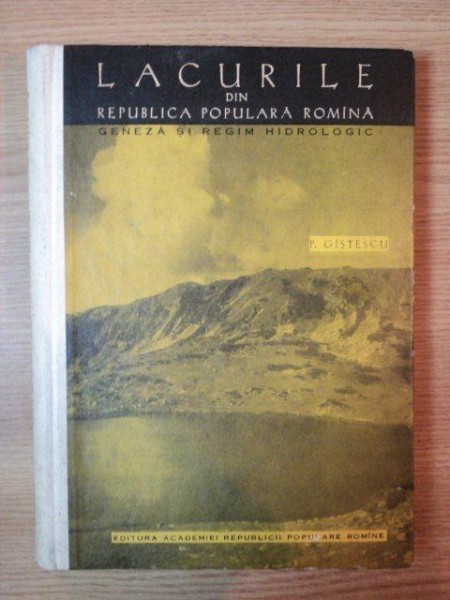 LACURILE
DIN
REPUBLICA POPULARĂ ROMÎNĂ
GENEZĂ ȘI REGIM HIDROLOGIC
P. GÎȘTESCU
EDITURA ACADEMIEI REPUBLICII POPULARE ROMÎNE